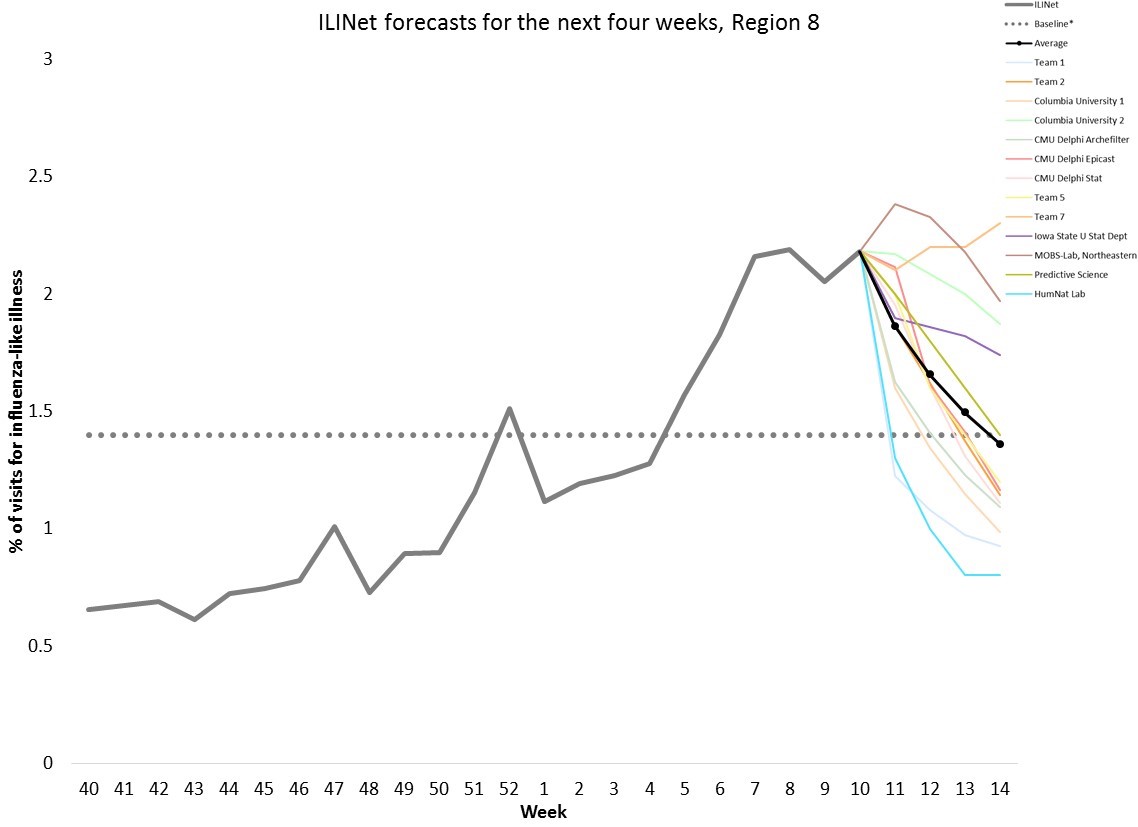 ILINet forecasts for the next four weeks, Region 8
ILINet
Baseline*
Average
Team 1
Team 2
Columbia University 1
Columbia University 2
CMU Delphi Archefilter
CMU Delphi Epicast
CMU Delphi Stat
Team 5
Team 7
Iowa State U Stat Dept
MOBS-Lab, Northeastern
Predictive Science
HumNat Lab
% of visits for influenza-like illness
3
2.5
2
1.5
1
0.5
0
40 41 42 43 44 45 46 47 48 49 50 51 52 1 2 3 4 5 6 7 8 9 10 11 12 13 14
Week